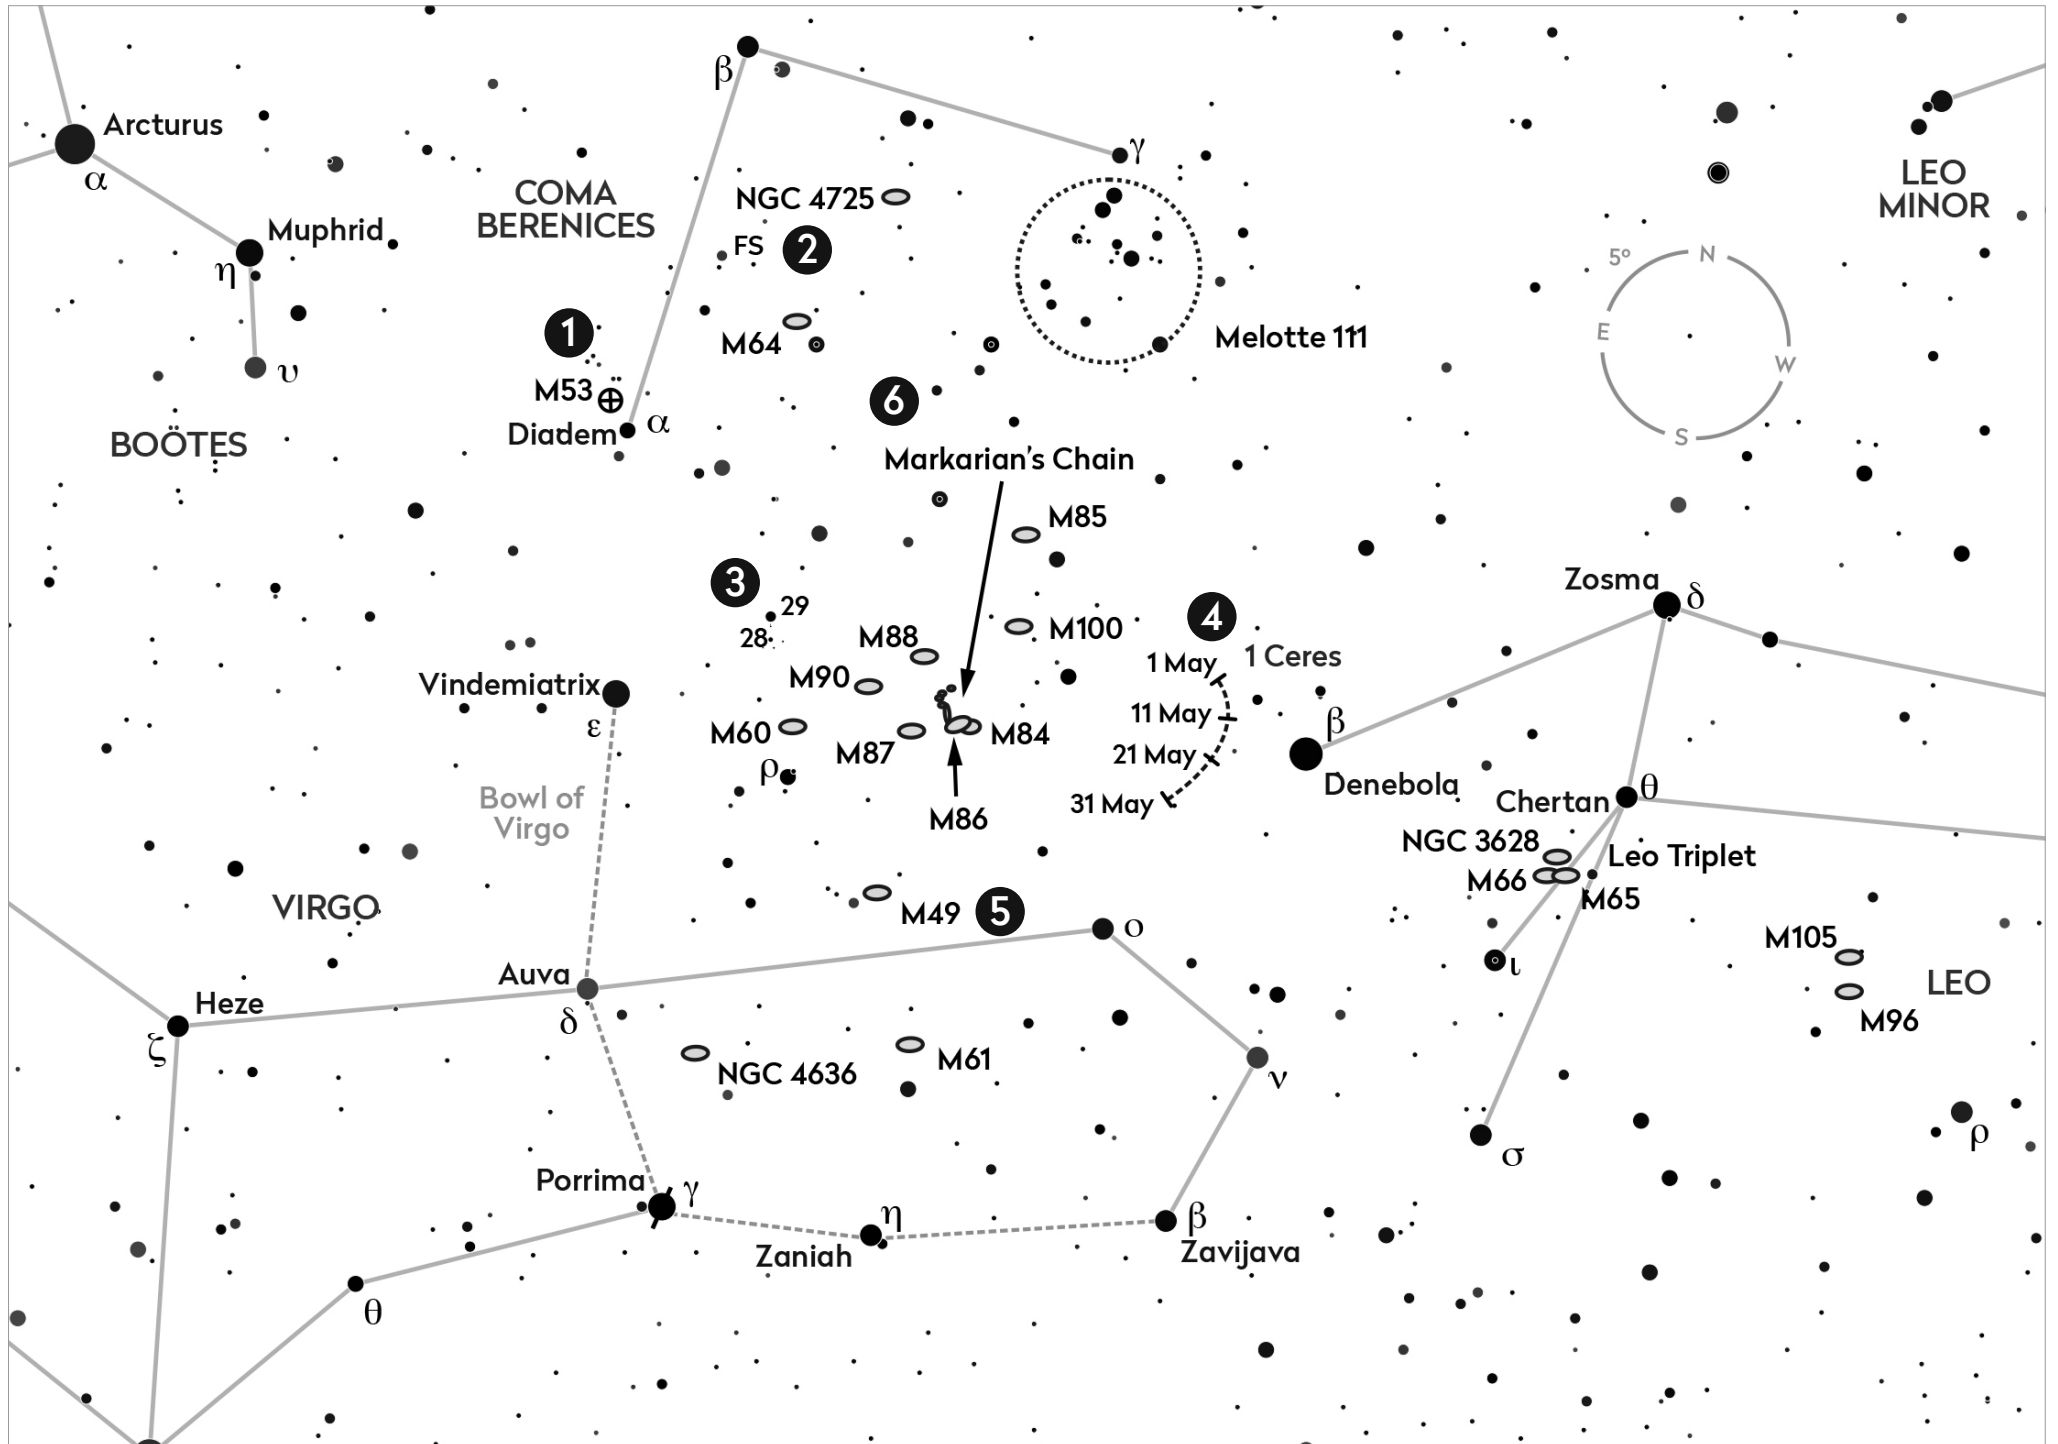 β
Arcturus
α
γ
COMA
BERENICES
NGC 4725
LEO
MINOR
Muphrid
η
FS
2
5°
N
E
W
S
1
M64
Melotte 111
υ
M53
6
Diadem
α
BOÖTES
Markarian's Chain
M85
3
Zosma
δ
29
28
M88
M100
4
1 May
1 Ceres
Vindemiatrix
ε
M90
11 May
β
M60
M87
M84
21 May
ρ
Denebola
31 May
Chertan
θ
Bowl of
Virgo
M86
NGC 3628
Leo Triplet
M66
M65
VIRGO
M49
5
ο
M105
Auva
ι
LEO
Heze
δ
ζ
M96
NGC 4636
M61
ν
ρ
σ
Porrima
γ
η
β
Zaniah
Zavijava
θ